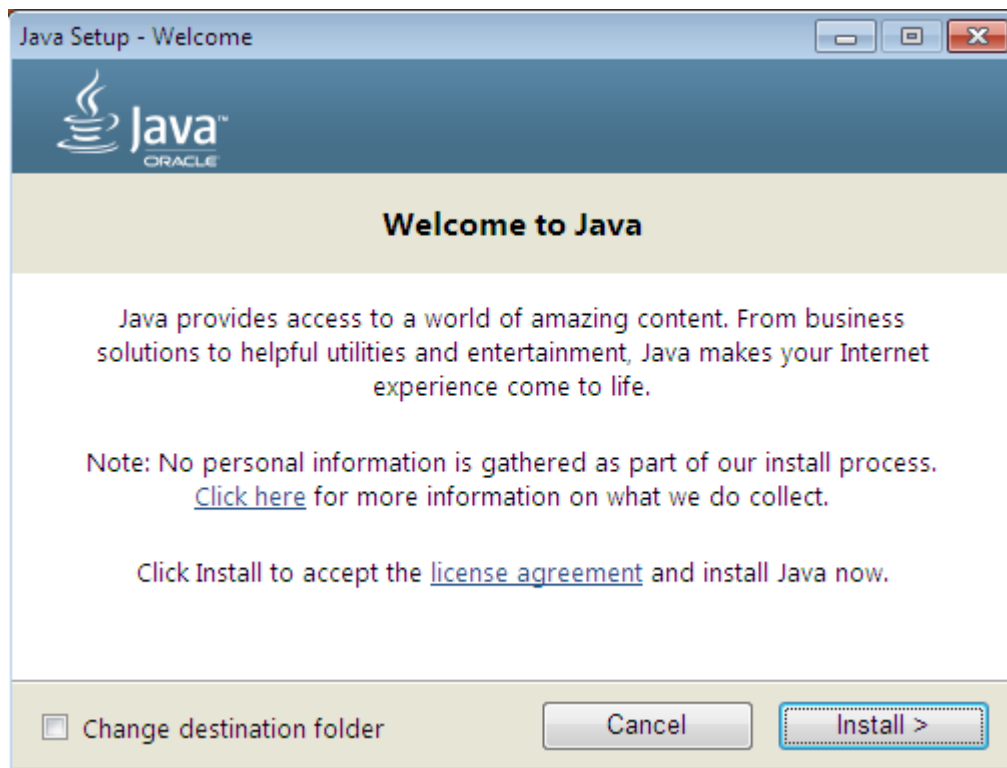 Java Setup - Welcome
Java™
ORACLE
Welcome to Java
Java provides access to a world of amazing content. From business
solutions to helpful utilities and entertainment, Java makes your Internet
experience come to life.
Note: No personal information is gathered as part of our install process.
Click here for more information on what we do collect.
Click Install to accept the license agreement and install Java now.
Change destination folder
Cancel
Install >